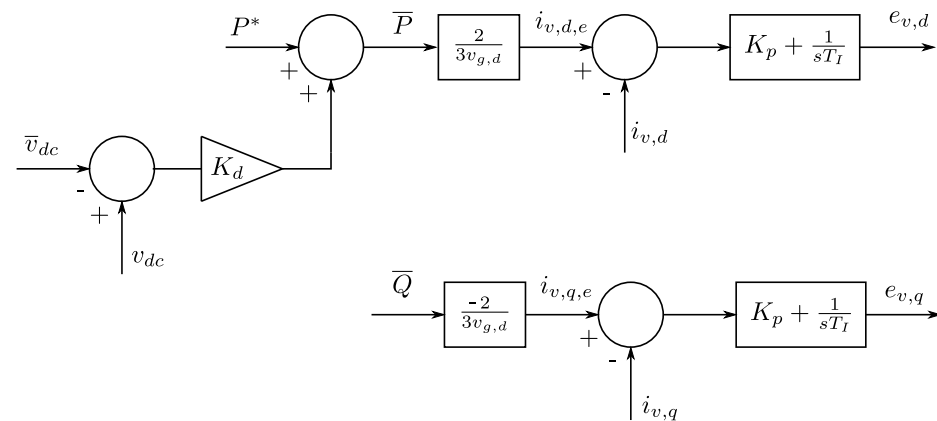 P* + + P̅ 2/3v_{g,d} i_{v,d,e} + - K_p + 1/sT_I e_{v,d}
i_{v,d}
v̅_{dc} - + K_d
v_{dc}
Q̅ -2/3v_{g,d} i_{v,q,e} + - K_p + 1/sT_I e_{v,q}
i_{v,q}